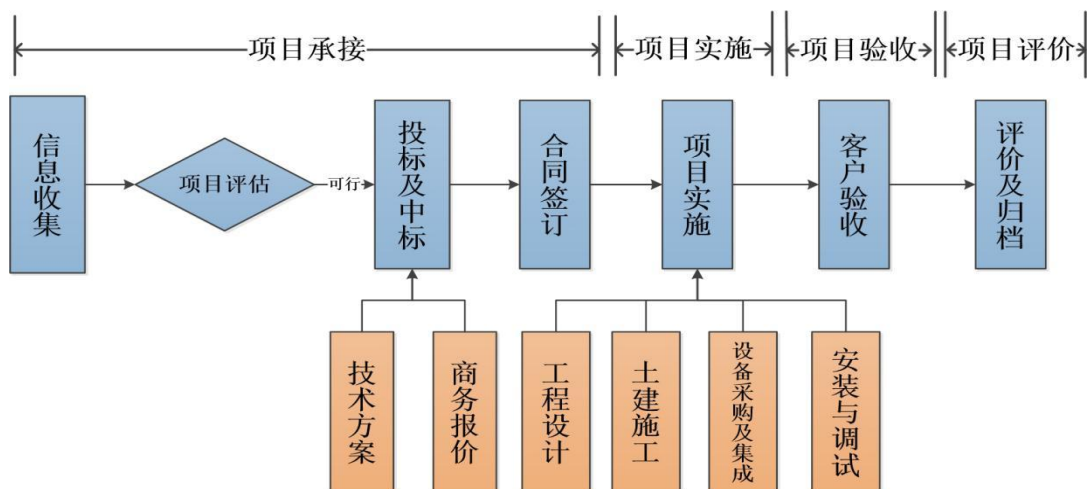 项目承接
项目实施
项目验收
项目评价
信息收集
项目评估
可行
投标及中标
合同签订
项目实施
客户验收
评价及归档
技术方案
商务报价
工程设计
土建施工
设备采购及集成
安装与调试